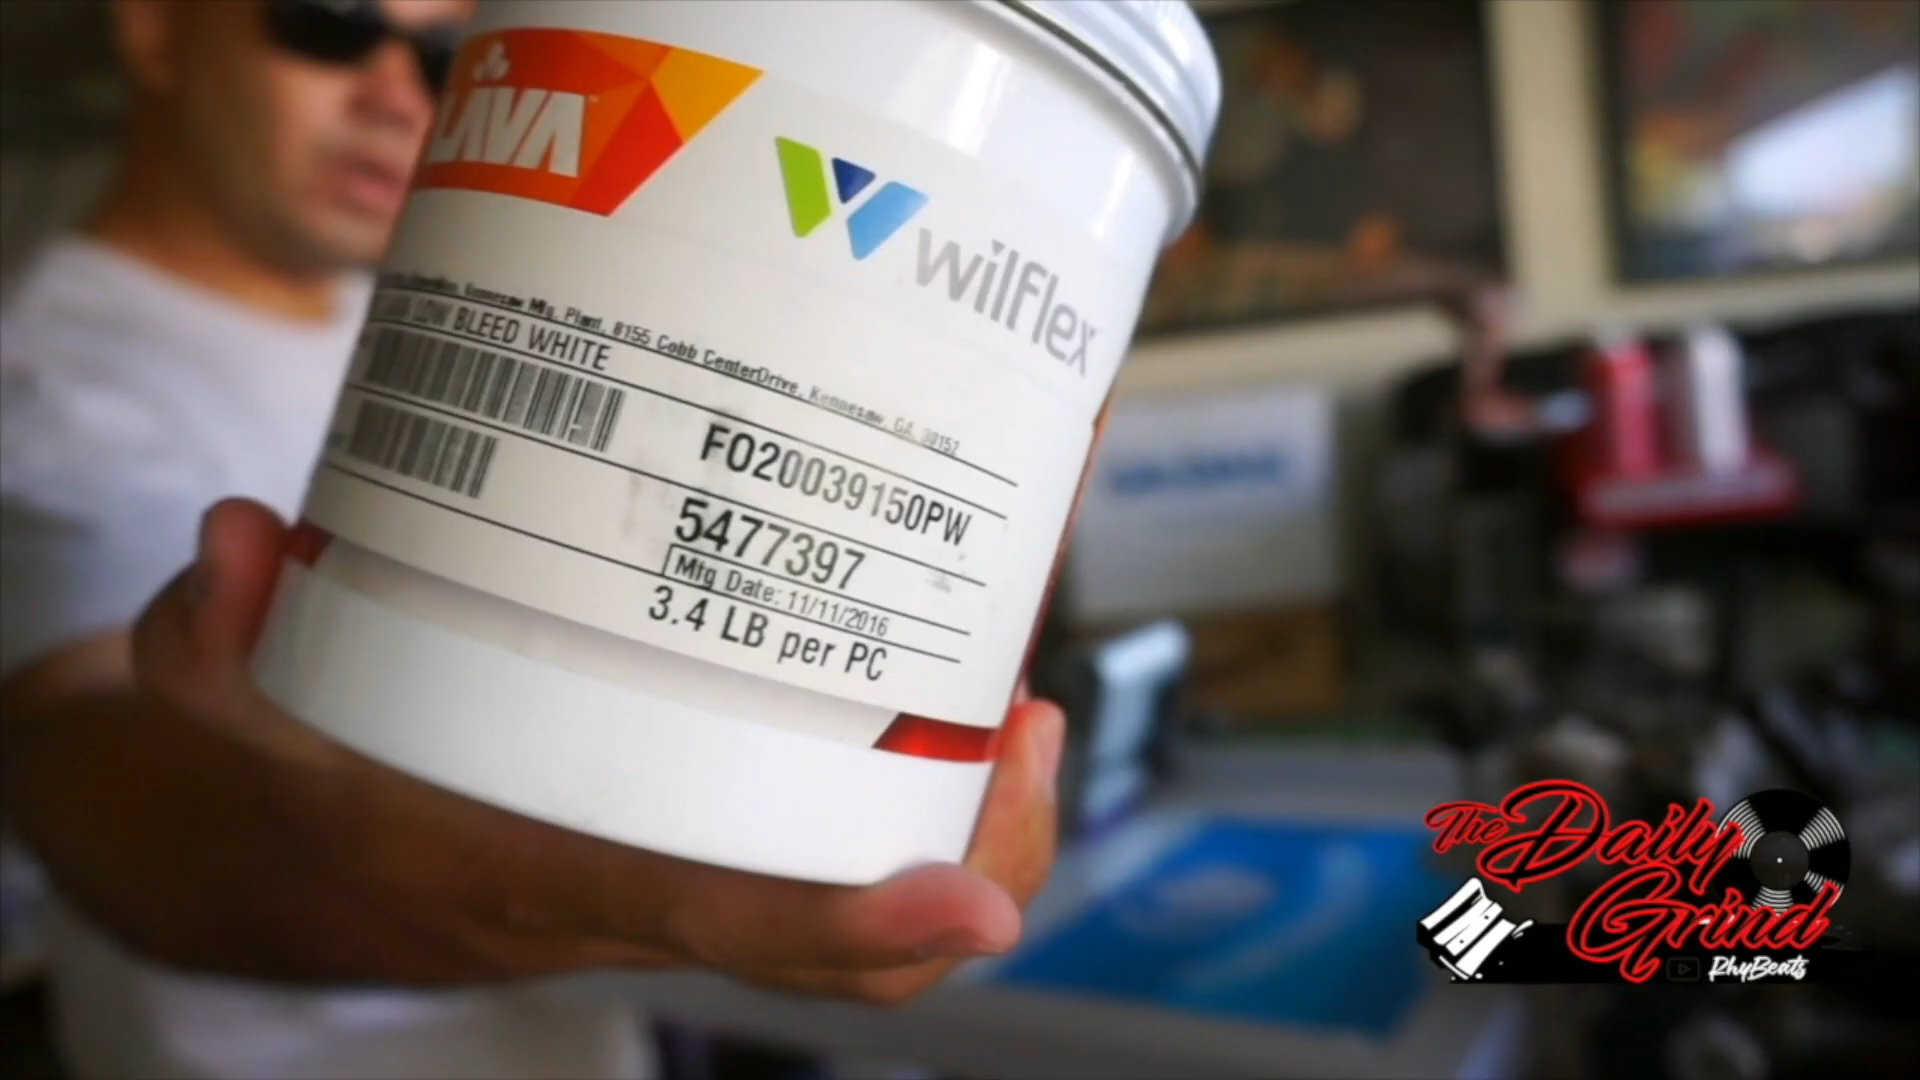 LAVA
wilflex
Kennesaw Mfg. Plant, 8155 Cobb CenterDrive, Kennesaw, GA, 30152
LOW BLEED WHITE
FO20039150PW
5477397
Mfg Date: 11/11/2016
3.4 LB per PC
The Daily Grind
RhyBeats